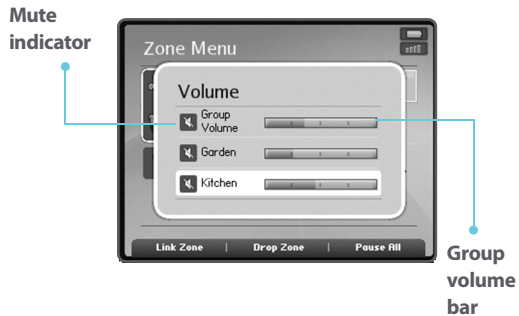 Mute
indicator
Zone Menu
Volume
Group
Volume
Garden
Kitchen
Link Zone | Drop Zone | Pause All
Group
volume
bar